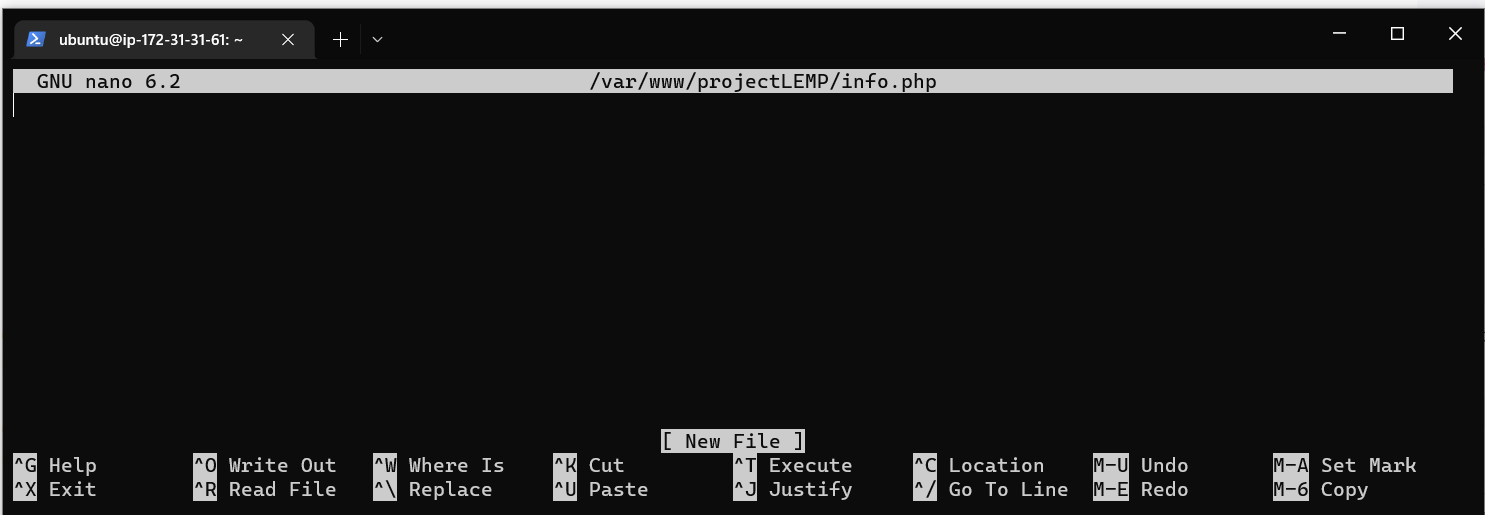 ubuntu@ip-172-31-31-61: ~
GNU nano 6.2 /var/www/projectLEMP/info.php
[ New File ]
^G Help ^O Write Out ^W Where Is ^K Cut ^T Execute ^C Location M-U Undo M-A Set Mark
^X Exit ^R Read File ^\ Replace ^U Paste ^J Justify ^/ Go To Line M-E Redo M-6 Copy